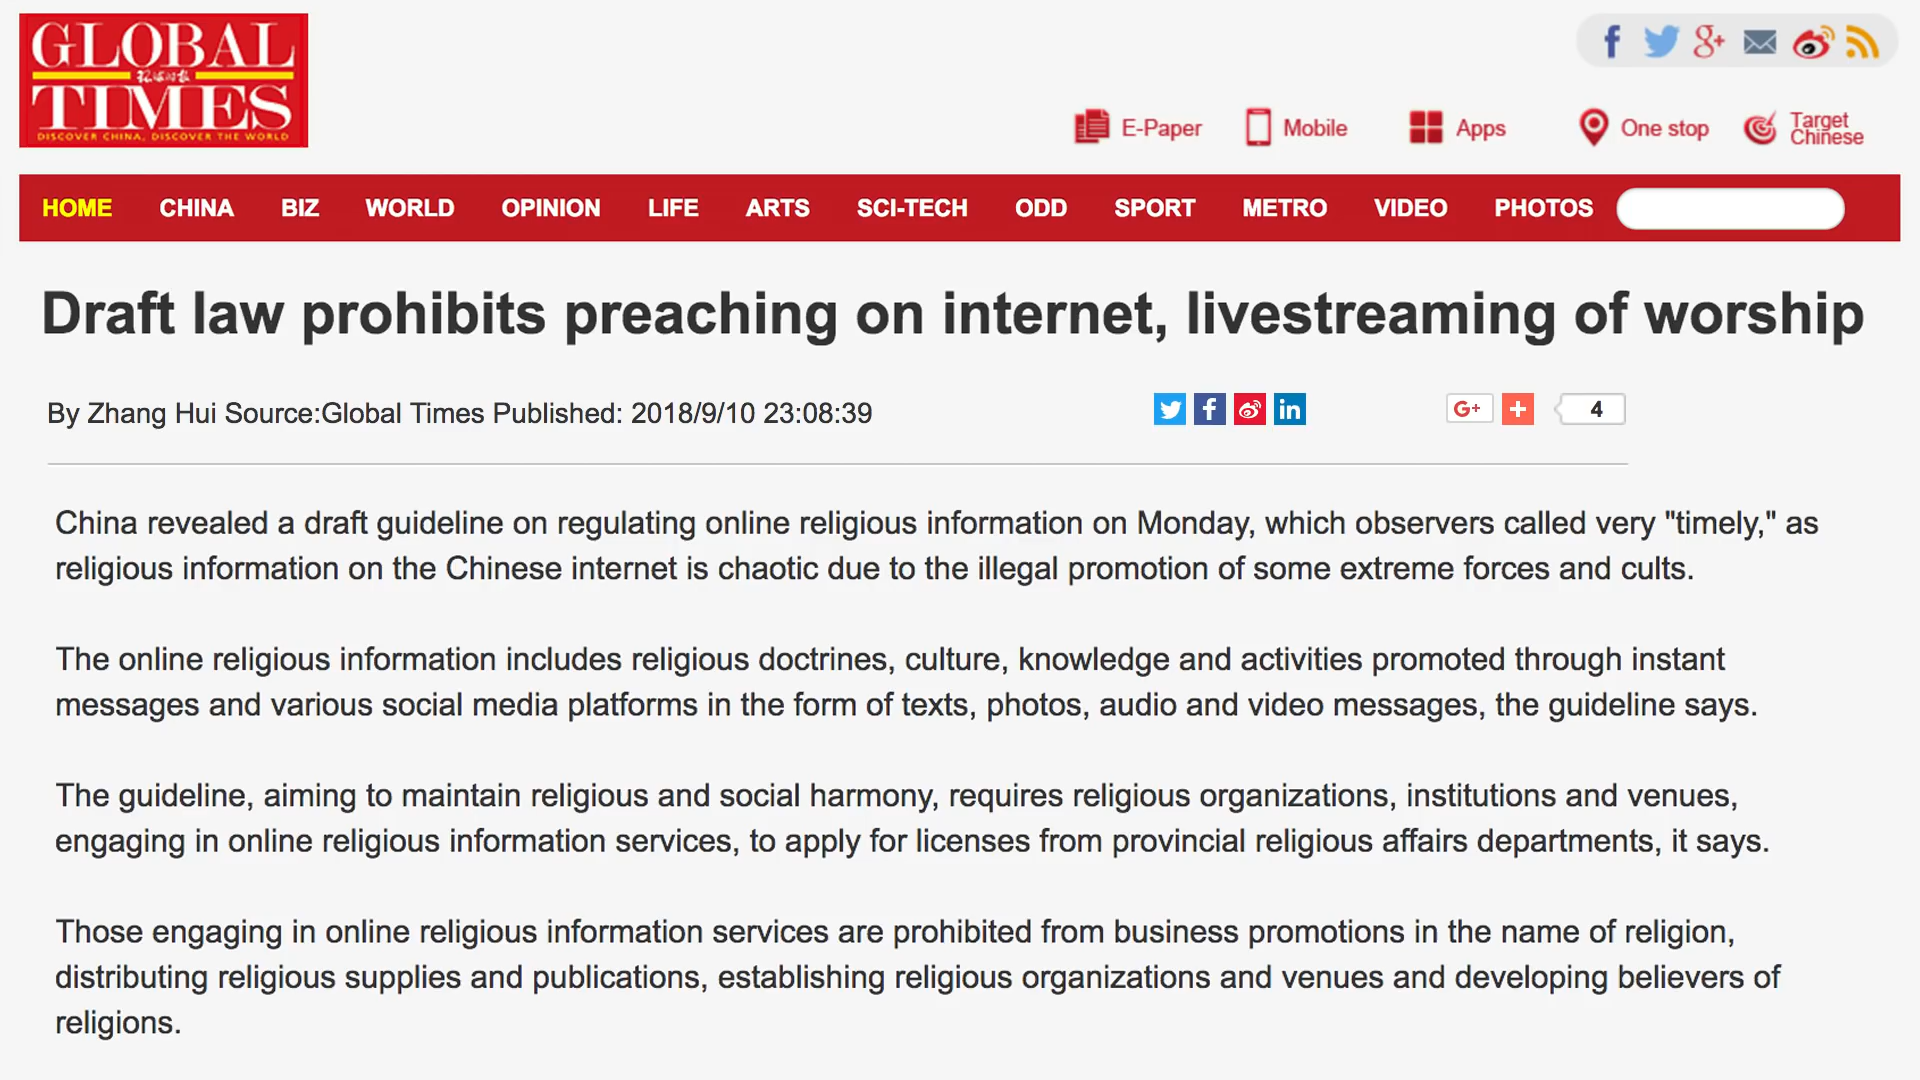 GLOBAL
环球时报
TIMES
DISCOVER CHINA, DISCOVER THE WORLD
E-Paper
Mobile
Apps
One stop
Target
Chinese
HOME CHINA BIZ WORLD OPINION LIFE ARTS SCI-TECH ODD SPORT METRO VIDEO PHOTOS
Draft law prohibits preaching on internet, livestreaming of worship
By Zhang Hui Source:Global Times Published: 2018/9/10 23:08:39
G+
4
China revealed a draft guideline on regulating online religious information on Monday, which observers called very "timely," as
religious information on the Chinese internet is chaotic due to the illegal promotion of some extreme forces and cults.
The online religious information includes religious doctrines, culture, knowledge and activities promoted through instant
messages and various social media platforms in the form of texts, photos, audio and video messages, the guideline says.
The guideline, aiming to maintain religious and social harmony, requires religious organizations, institutions and venues,
engaging in online religious information services, to apply for licenses from provincial religious affairs departments, it says.
Those engaging in online religious information services are prohibited from business promotions in the name of religion,
distributing religious supplies and publications, establishing religious organizations and venues and developing believers of
religions.